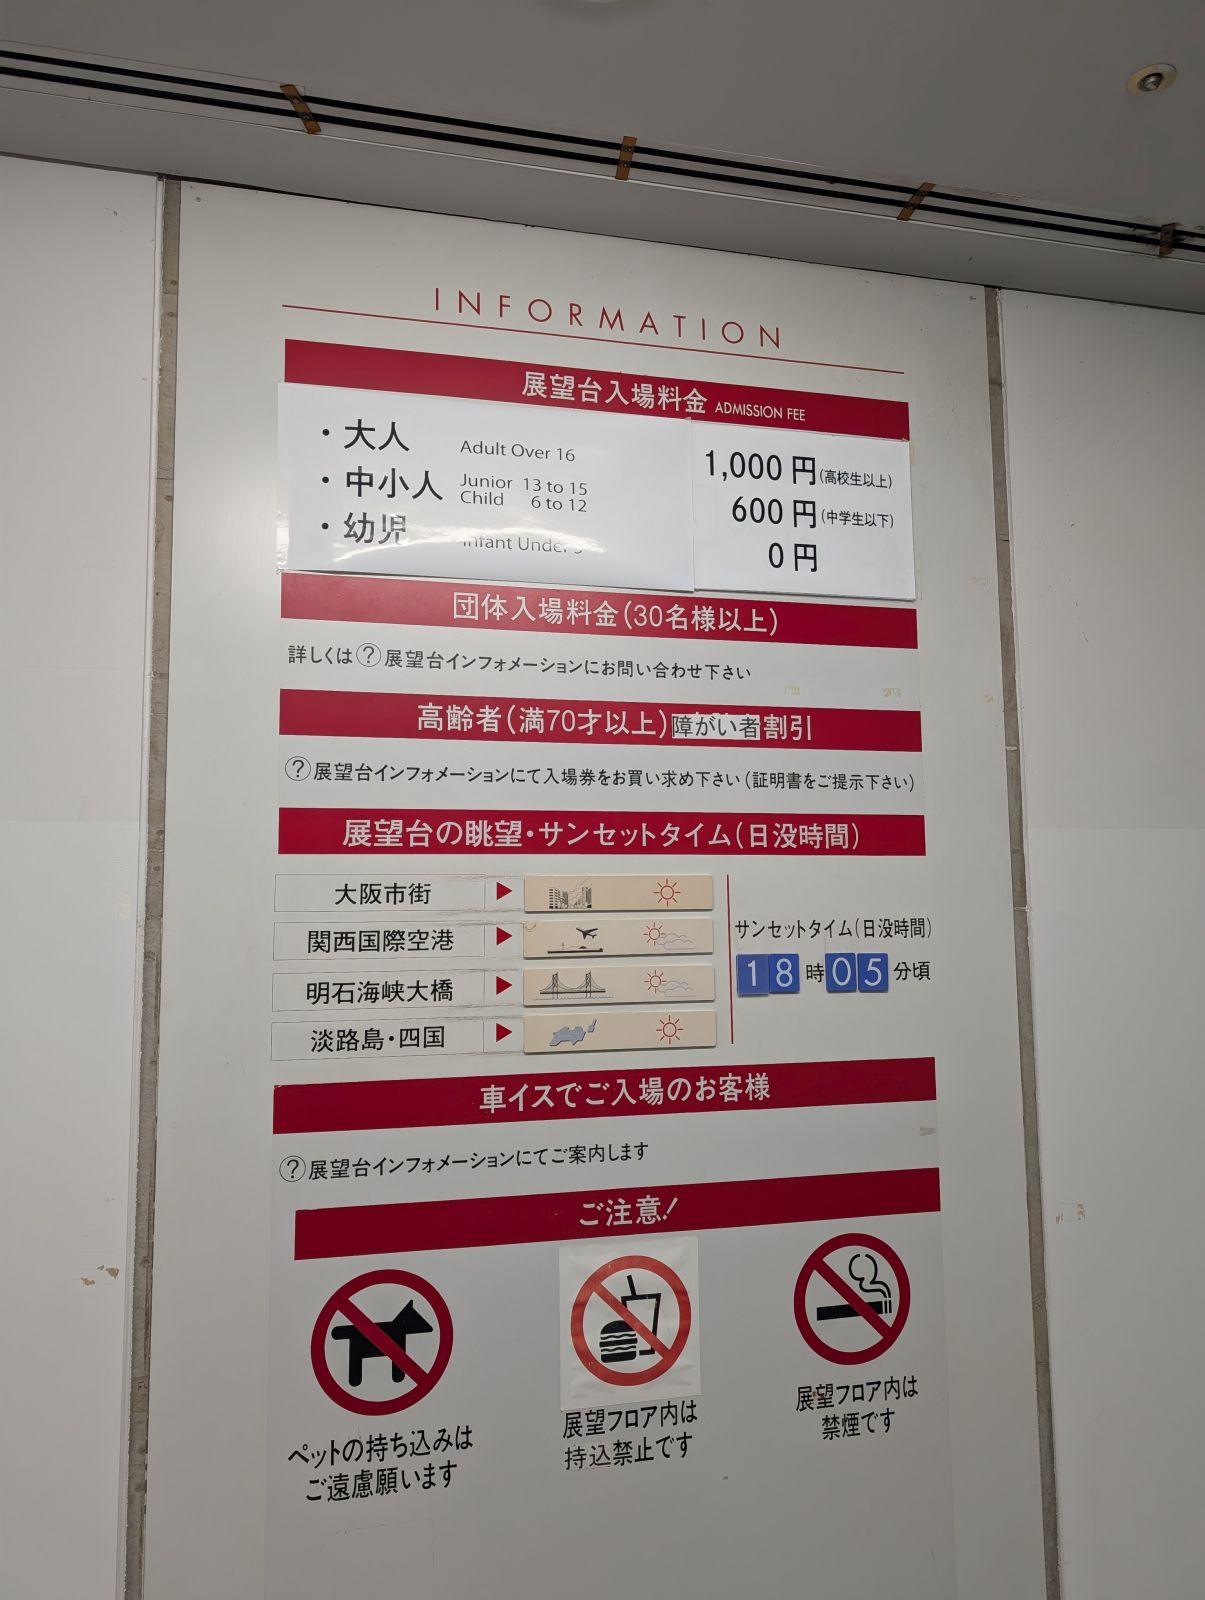 INFORMATION
展望台入場料金 ADMISSION FEE
・大人 Adult Over 16 1,000円(高校生以上)
・中小人 Junior 13 to 15
Child 6 to 12 600円(中学生以下)
・幼児 Infant Under 0円
団体入場料金(30名様以上)
詳しくは?展望台インフォメーションにお問い合わせ下さい
高齢者(満70才以上)障がい者割引
?展望台インフォメーションにて入場券をお買い求め下さい(証明書をご提示下さい)
展望台の眺望・サンセットタイム(日没時間)
大阪市街
関西国際空港
明石海峡大橋
淡路島・四国
サンセットタイム(日没時間)
18時05分頃
車イスでご入場のお客様
?展望台インフォメーションにてご案内します
ご注意!
ペットの持ち込みは
ご遠慮願います
展望フロア内は
持込禁止です
展望フロア内は
禁煙です